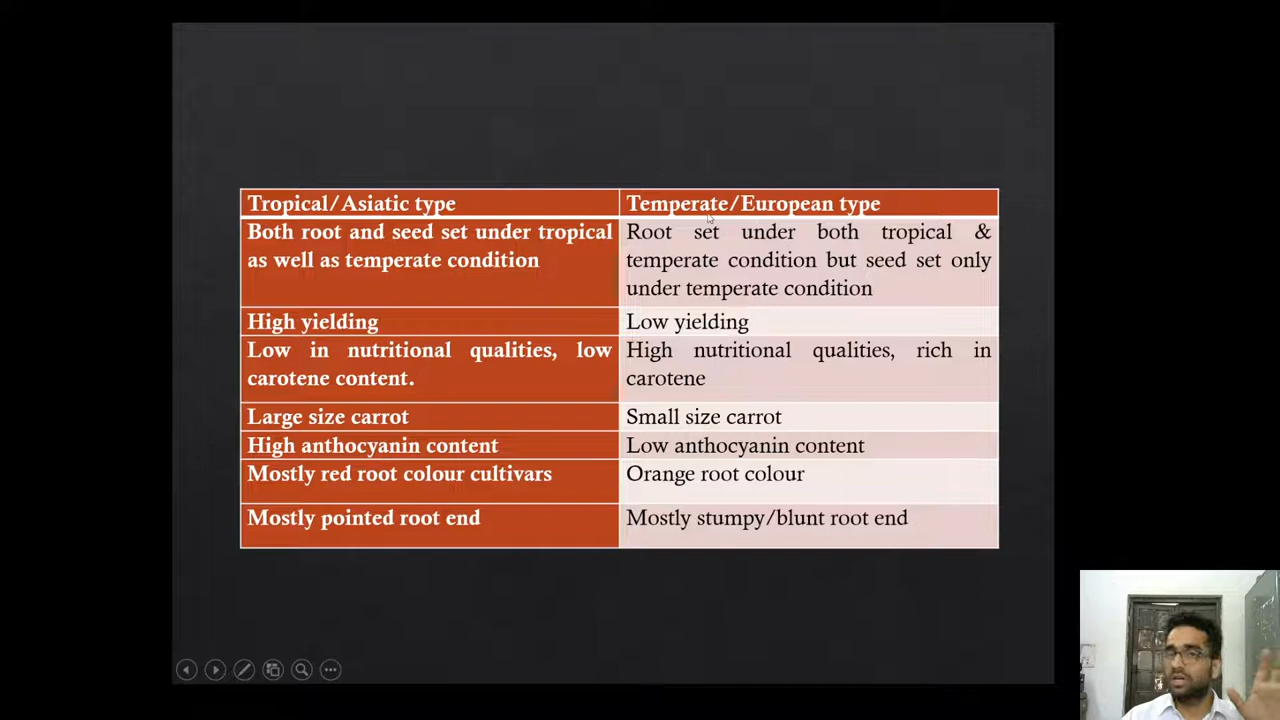 Tropical/Asiatic type
Temperate/European type
Both root and seed set under tropical
as well as temperate condition
Root set under both tropical &
temperate condition but seed set only
under temperate condition
High yielding
Low yielding
Low in nutritional qualities, low
carotene content.
High nutritional qualities, rich in
carotene
Large size carrot
Small size carrot
High anthocyanin content
Low anthocyanin content
Mostly red root colour cultivars
Orange root colour
Mostly pointed root end
Mostly stumpy/blunt root end